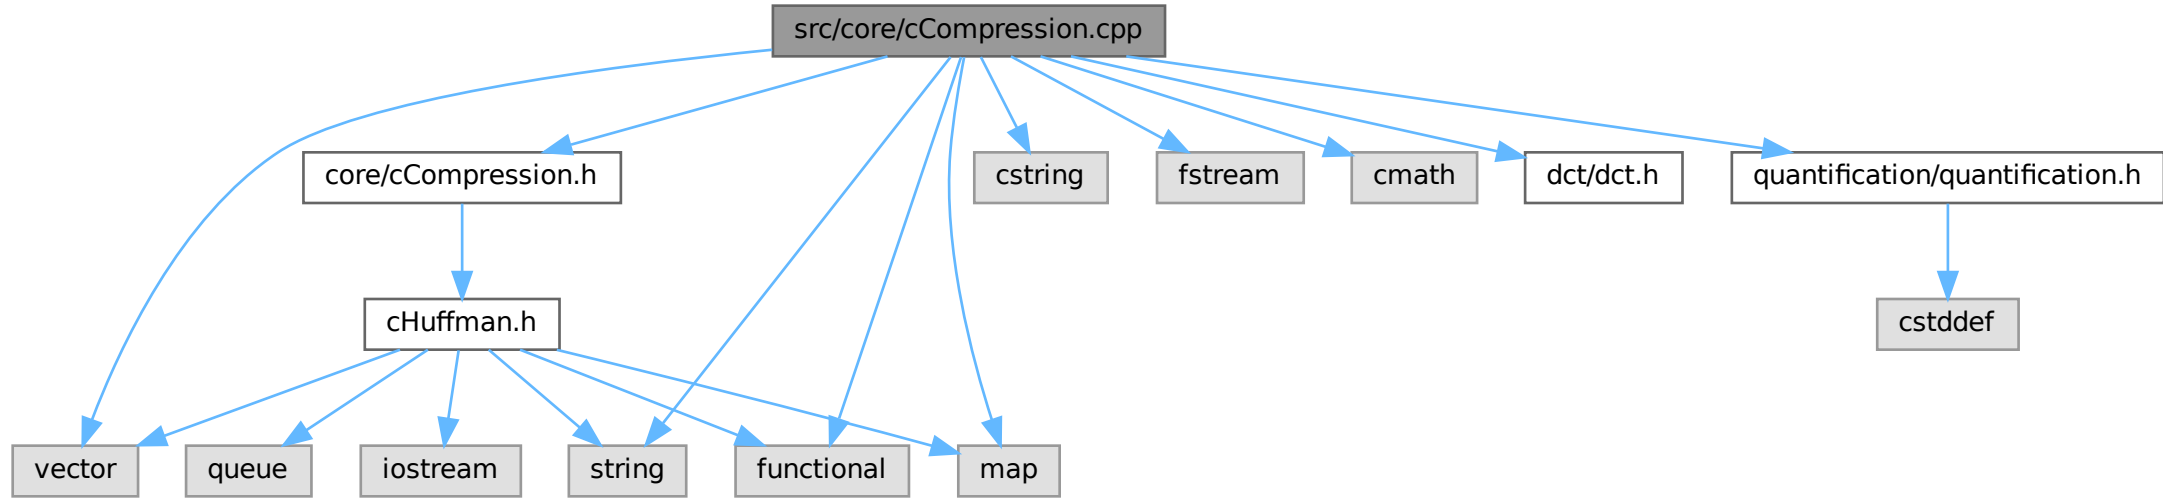 src/core/cCompression.cpp
core/cCompression.h
cstring
fstream
cmath
dct/dct.h
quantification/quantification.h
cHuffman.h
cstddef
vector
queue
iostream
string
functional
map